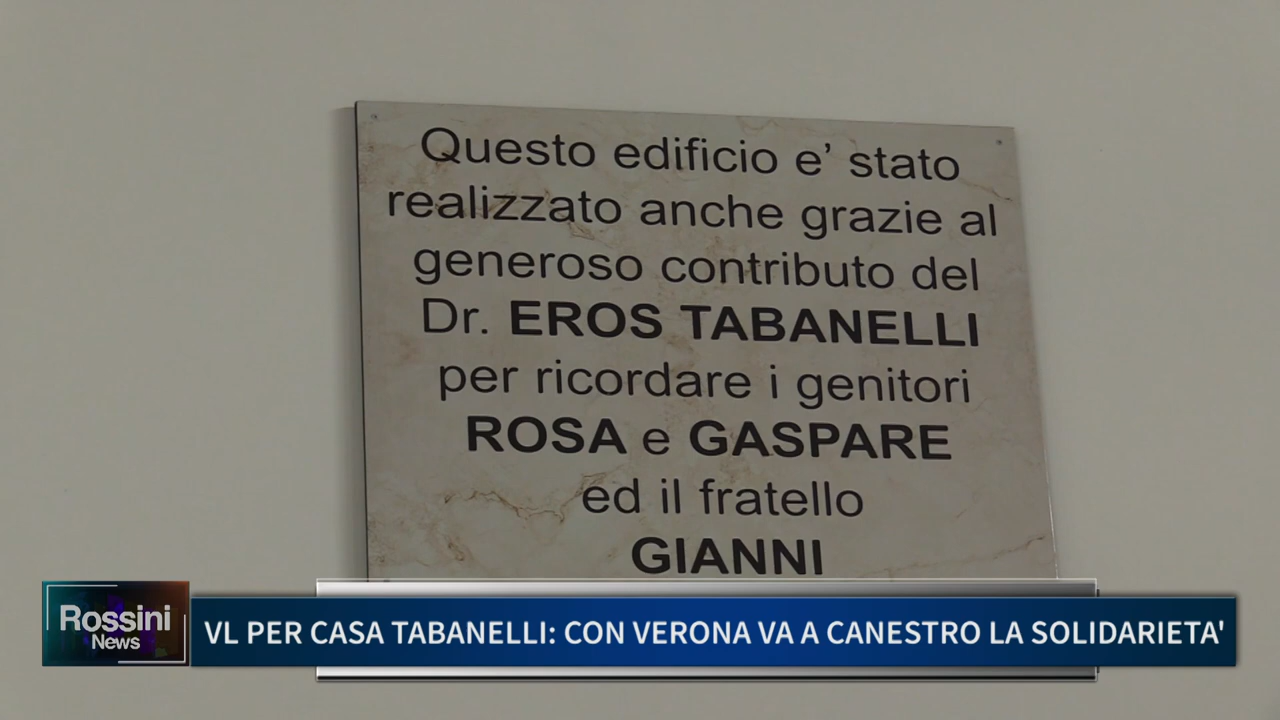 Questo edificio e' stato
realizzato anche grazie al
generoso contributo del
Dr. EROS TABANELLI
per ricordare i genitori
ROSA e GASPARE
ed il fratello
GIANNI
Rossini
News
VL PER CASA TABANELLI: CON VERONA VA A CANESTRO LA SOLIDARIETA'